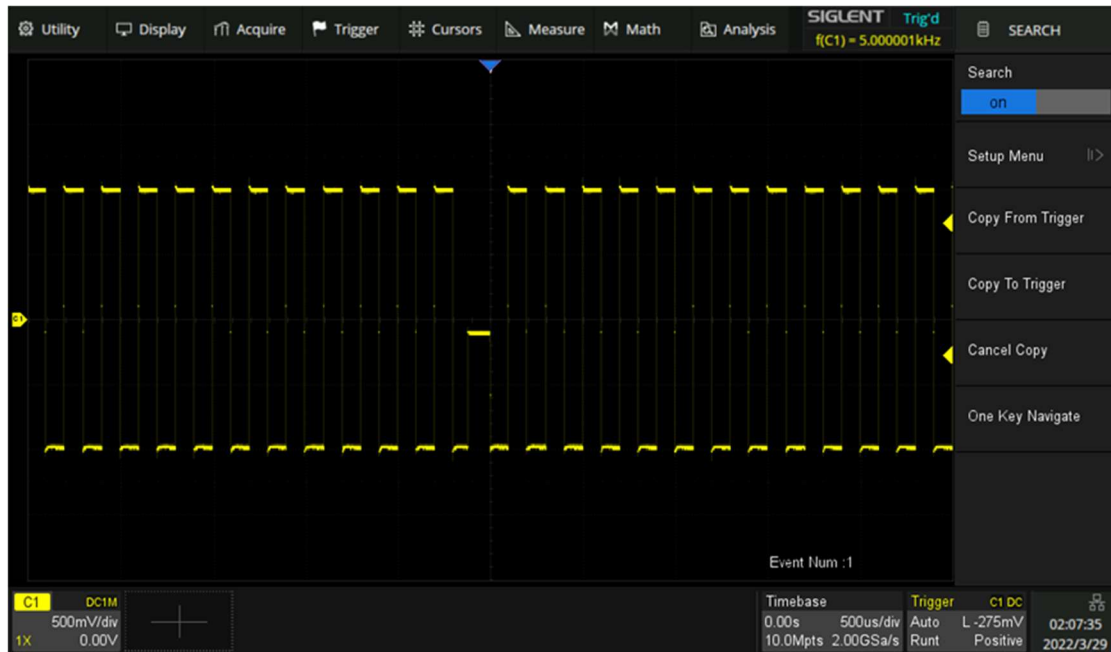 Utility Display Acquire Trigger Cursors Measure Math Analysis
SIGLENT Trig'd
f(C1) = 5.000001kHz
SEARCH
Search
on
Setup Menu
Copy From Trigger
Copy To Trigger
Cancel Copy
One Key Navigate
C1
Event Num :1
C1 DC1M
500mV/div
1X 0.00V
Timebase
0.00s 500us/div
10.0Mpts 2.00GSa/s
Trigger C1 DC
Auto L -275mV
Runt Positive
02:07:35
2022/3/29